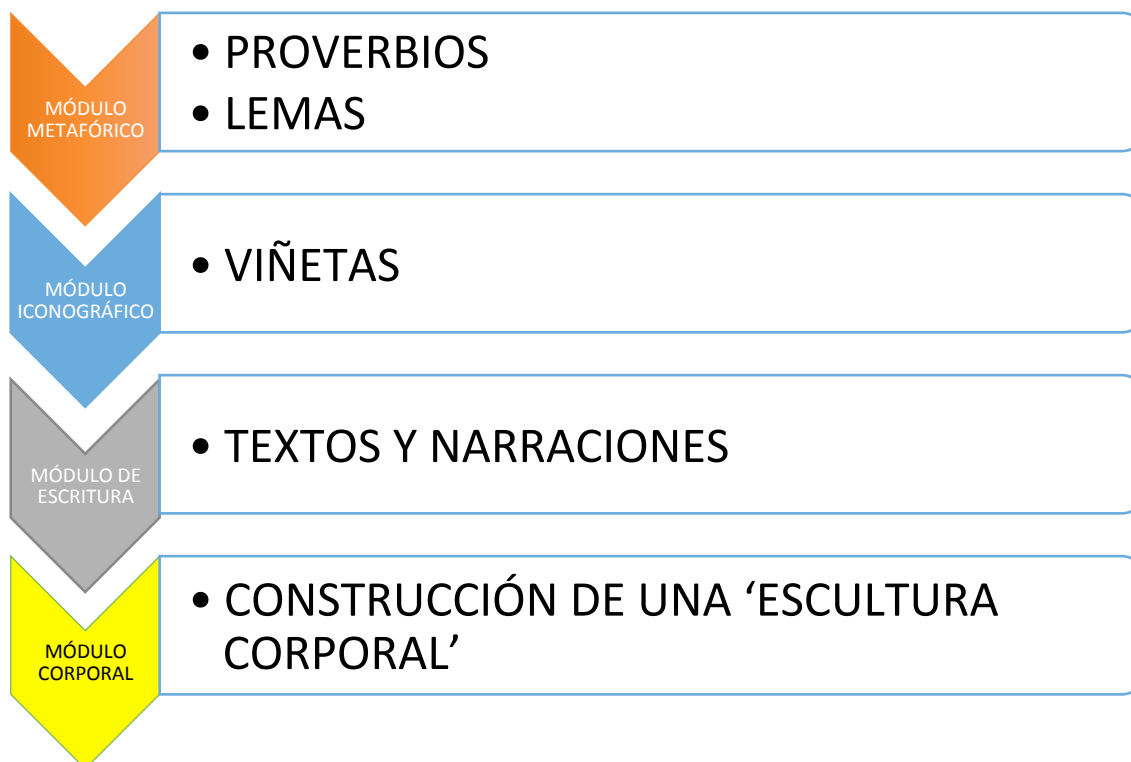 MÓDULO
METAFÓRICO
• PROVERBIOS
• LEMAS
MÓDULO
ICONOGRÁFICO
• VIÑETAS
MÓDULO DE
ESCRITURA
• TEXTOS Y NARRACIONES
MÓDULO
CORPORAL
• CONSTRUCCIÓN DE UNA ‘ESCULTURA
CORPORAL’